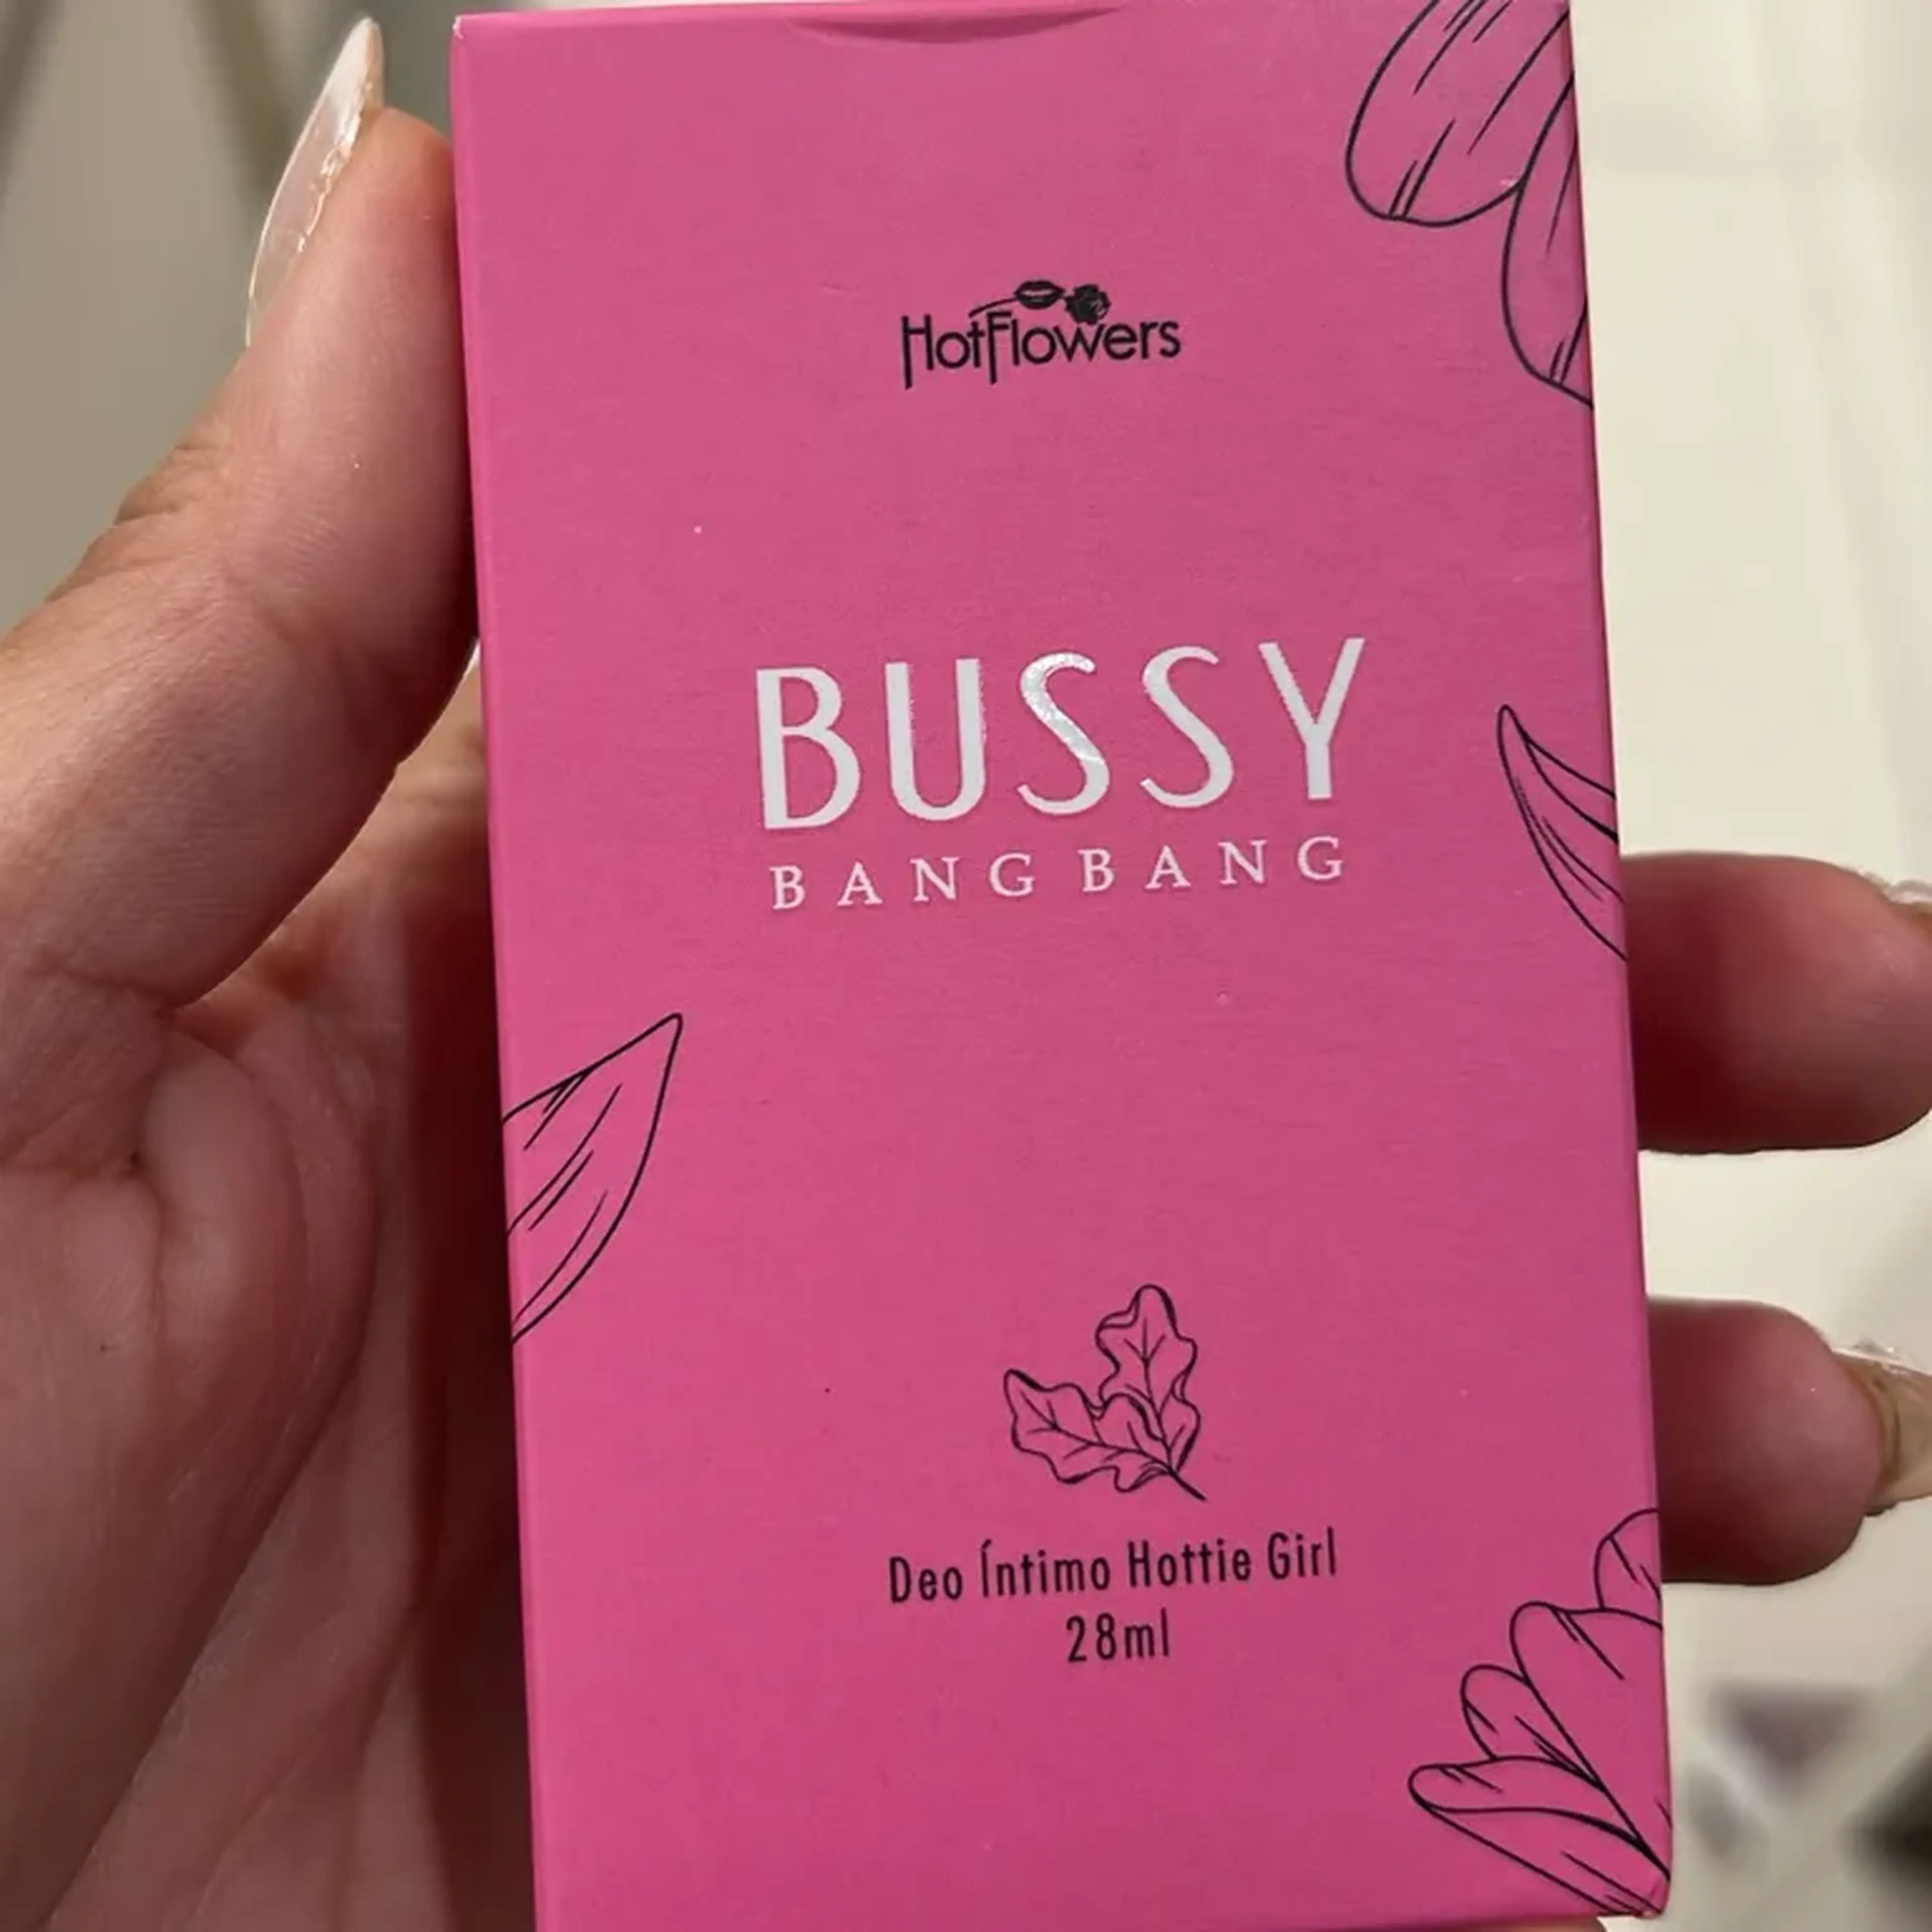 HotFlowers
BUSSY
BANG BANG
Deo Íntimo Hottie Girl
28ml